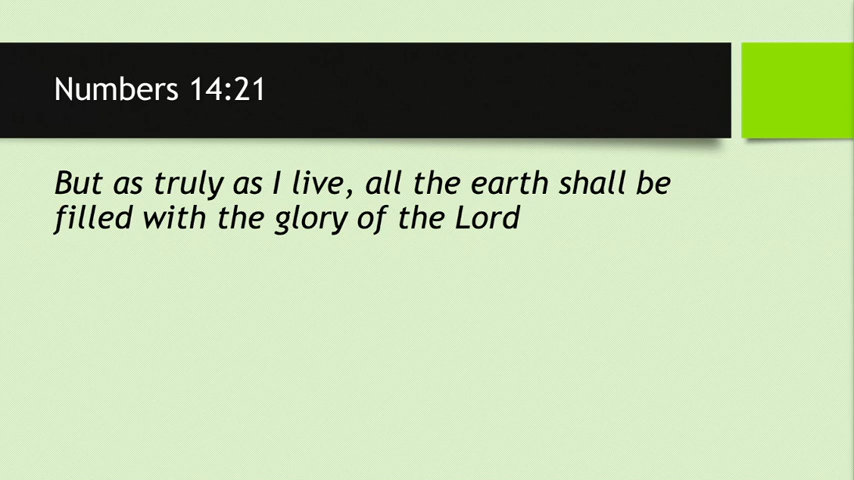 Numbers 14:21
But as truly as I live, all the earth shall be
filled with the glory of the Lord